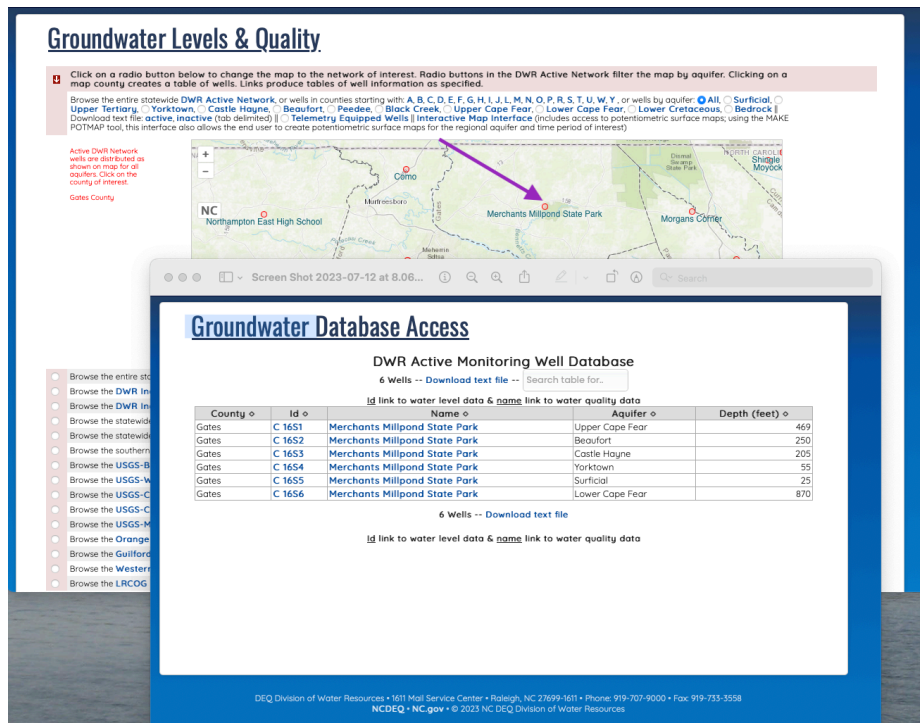 Groundwater Levels & Quality
Click on a radio button below to change the map to the network of interest. Radio buttons in the DWR Active Network filter the map by aquifer. Clicking on a
map county creates a table of wells. Links produce tables of well information as specified.
Browse the entire statewide DWR Active Network, or wells in counties starting with: A, B, C, D, E, F, G, H, I, J, L, M, N, O, P, R, S, T, U, W, Y , or wells by aquifer: All, Surficial,
Upper Tertiary, Yorktown, Castle Hayne, Beaufort, Peedee, Black Creek, Upper Cape Fear, Lower Cape Fear, Lower Cretaceous, Bedrock ||
Download text file: active, inactive (tab delimited) || Telemetry Equipped Wells || Interactive Map Interface (includes access to potentiometric surface maps; using the MAKE
POTMAP tool, this interface also allows the end user to create potentiometric surface maps for the regional aquifer and time period of interest)
Active DWR Network
wells are distributed as
shown on map for all
aquifers. Click on the
county of interest.
Gates County
+
−
NC
Como
Murfreesboro
Gates
Northampton East High School
Merchants Millpond State Park
Dismal
Swamp
State Park
NORTH CAROLI
Shingle
Moyock
Morgans Corner
Meherrin
Screen Shot 2023-07-12 at 8.06...
Search
Groundwater Database Access
DWR Active Monitoring Well Database
6 Wells -- Download text file -- Search table for..
Id link to water level data & name link to water quality data
County Id Name Aquifer Depth (feet)
Gates C 16S1 Merchants Millpond State Park Upper Cape Fear 469
Gates C 16S2 Merchants Millpond State Park Beaufort 250
Gates C 16S3 Merchants Millpond State Park Castle Hayne 205
Gates C 16S4 Merchants Millpond State Park Yorktown 55
Gates C 16S5 Merchants Millpond State Park Surficial 25
Gates C 16S6 Merchants Millpond State Park Lower Cape Fear 870
6 Wells -- Download text file
Id link to water level data & name link to water quality data
Browse the entire sta
Browse the DWR In
Browse the DWR In
Browse the statewide
Browse the statewide
Browse the southern
Browse the USGS-B
Browse the USGS-W
Browse the USGS-C
Browse the USGS-C
Browse the USGS-M
Browse the Orange
Browse the Guilford
Browse the Western
Browse the LRCOG
DEQ Division of Water Resources • 1611 Mail Service Center • Raleigh, NC 27699-1611 • Phone: 919-707-9000 • Fax: 919-733-3558
NCDEQ • NC.gov • © 2023 NC DEQ Division of Water Resources